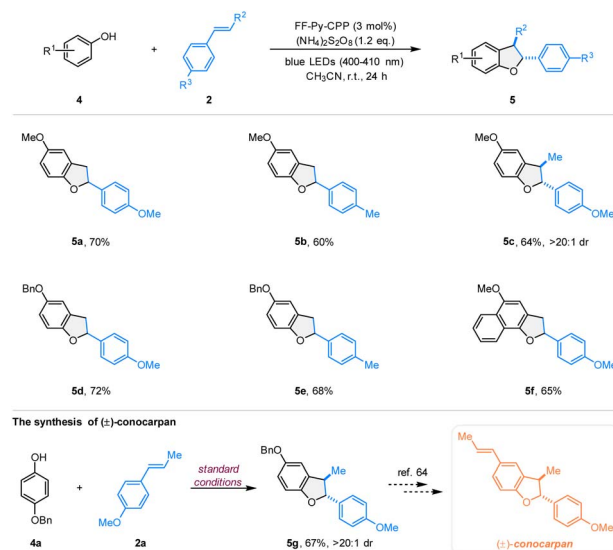 R¹
OH
+
R²
R³
FF-Py-CPP (3 mol%)
(NH₄)₂S₂O₈ (1.2 eq.)
blue LEDs (400-410 nm)
CH₃CN, r.t., 24 h
R¹
R²
O
R³
4
2
5
MeO
O
OMe
MeO
O
Me
MeO
Me
O
OMe
5a, 70%
5b, 60%
5c, 64%, >20:1 dr
BnO
O
OMe
BnO
O
Me
MeO
O
OMe
5d, 72%
5e, 68%
5f, 65%
The synthesis of (±)-conocarpan
OH
OBn
+
Me
MeO
standard
conditions
BnO
Me
O
OMe
ref. 64
Me
Me
O
OMe
4a
2a
5g, 67%, >20:1 dr
(±)-conocarpan